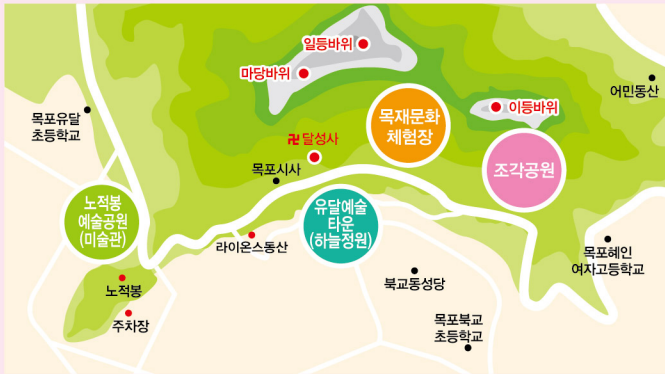 일등바위
마당바위
이등바위
어민동산
목포유달
초등학교
목재문화
체험장
卍 달성사
목포시사
조각공원
노적봉
예술공원
(미술관)
유달예술
타운
(하늘정원)
라이온스동산
목포혜인
여자고등학교
노적봉
북교동성당
주차장
목포북교
초등학교